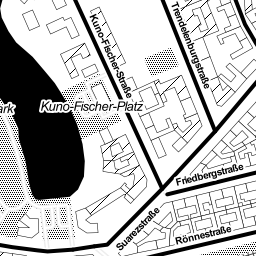 Kuno-Fischer-Straße
Trendelenburgstraße
Kuno-Fischer-Platz
Friedbergstraße
Suarezstraße
Rönnestraße